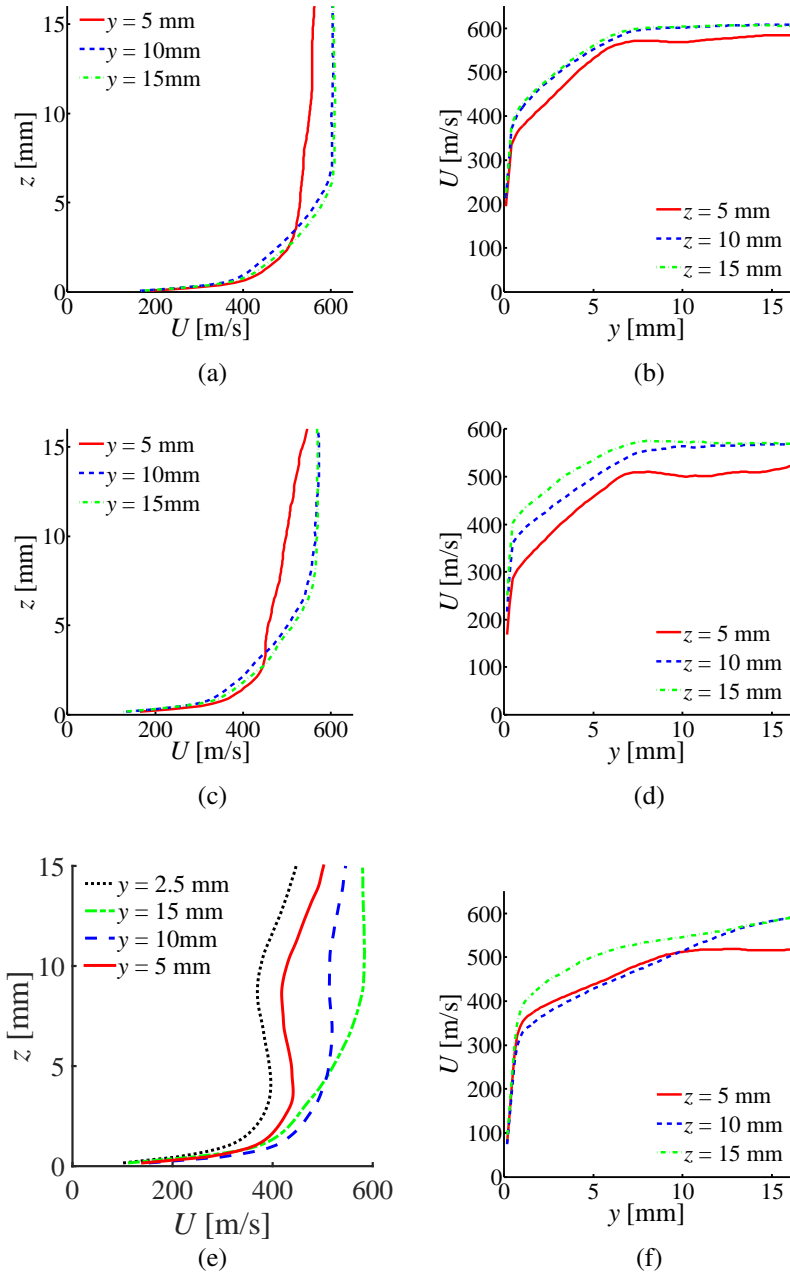 y = 5 mm
y = 10mm
y = 15mm
15
10
5
0
z [mm]
0
200
400
600
U [m/s]
(a)
600
500
400
300
200
100
0
U [m/s]
z = 5 mm
z = 10 mm
z = 15 mm
0
5
10
15
y [mm]
(b)
y = 5 mm
y = 10mm
y = 15mm
15
10
5
0
z [mm]
0
200
400
600
U [m/s]
(c)
600
500
400
300
200
100
0
U [m/s]
z = 5 mm
z = 10 mm
z = 15 mm
0
5
10
15
y [mm]
(d)
y = 2.5 mm
y = 15 mm
y = 10mm
y = 5 mm
15
10
5
0
z [mm]
0
200
400
600
U [m/s]
(e)
600
500
400
300
200
100
0
U [m/s]
z = 5 mm
z = 10 mm
z = 15 mm
0
5
10
15
y [mm]
(f)